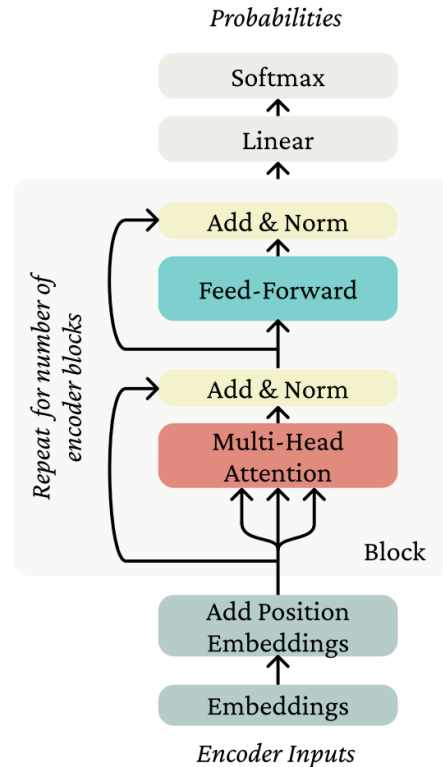 Probabilities
Softmax
Linear
Add & Norm
Feed-Forward
Repeat for number of
encoder blocks
Add & Norm
Multi-Head
Attention
Block
Add Position
Embeddings
Embeddings
Encoder Inputs